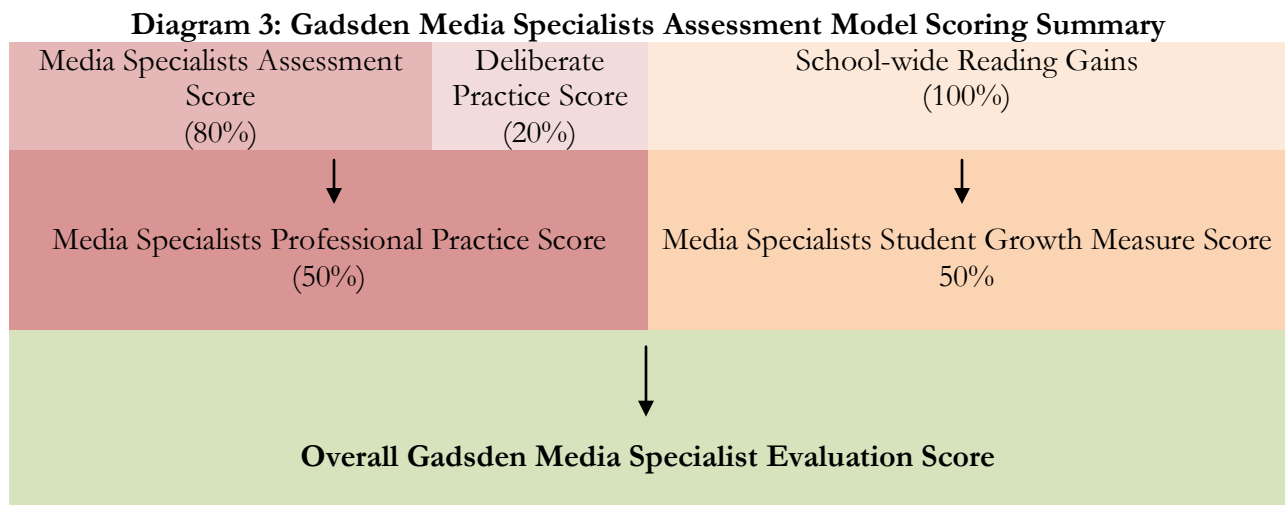 Diagram 3: Gadsden Media Specialists Assessment Model Scoring Summary
Media Specialists Assessment
Score
(80%)
Deliberate
Practice Score
(20%)
School-wide Reading Gains
(100%)
Media Specialists Professional Practice Score
(50%)
Media Specialists Student Growth Measure Score
50%
Overall Gadsden Media Specialist Evaluation Score